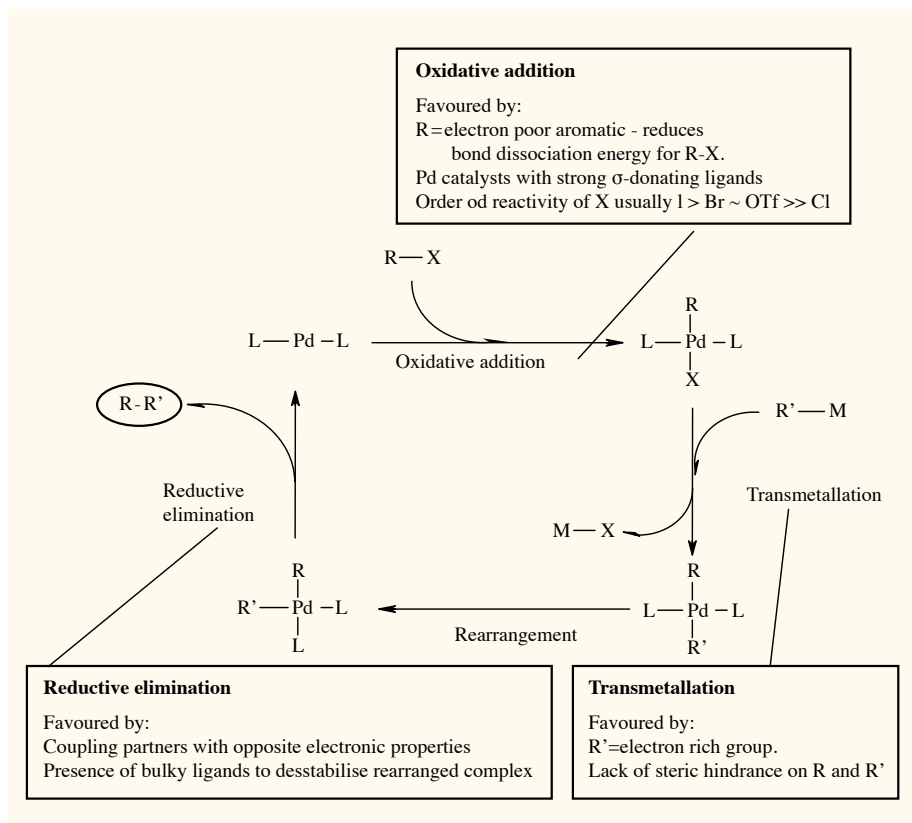 Oxidative addition
Favoured by:
R=electron poor aromatic - reduces
bond dissociation energy for R-X.
Pd catalysts with strong σ-donating ligands
Order od reactivity of X usually l > Br ~ OTf >> Cl
R—X
L—Pd—L
Oxidative addition
R
L—Pd—L
X
R-R’
R’—M
Reductive
elimination
Transmetallation
M—X
R
R’—Pd—L
L
Rearrangement
R
L—Pd—L
R’
Reductive elimination
Favoured by:
Coupling partners with opposite electronic properties
Presence of bulky ligands to desstabilise rearranged complex
Transmetallation
Favoured by:
R’=electron rich group.
Lack of steric hindrance on R and R’